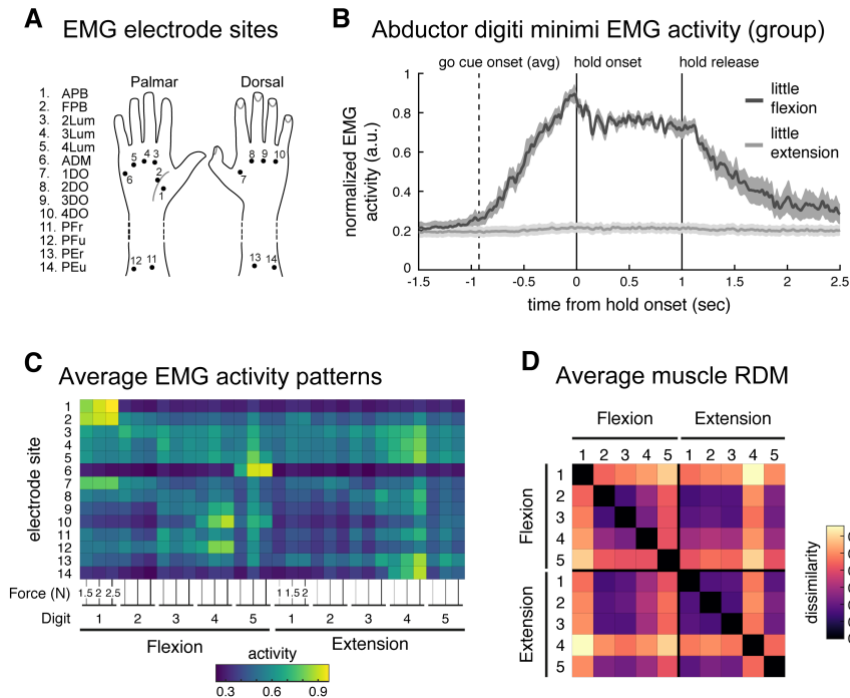 A EMG electrode sites
Palmar Dorsal
1. APB
2. FPB
3. 2Lum
4. 3Lum
5. 4Lum
6. ADM
7. 1DO
8. 2DO
9. 3DO
10. 4DO
11. PFr
12. PFu
13. PEr
14. PEu
5 4 3
6 2
1
12 11
8 9 10
7
13 14
B Abductor digiti minimi EMG activity (group)
go cue onset (avg) hold onset hold release
normalized EMG
activity (a.u.)
1
0.8
0.6
0.4
0.2
0
little
flexion
little
extension
-1.5 -1 -0.5 0 0.5 1 1.5 2 2.5
time from hold onset (sec)
C Average EMG activity patterns
electrode site
1
2
3
4
5
6
7
8
9
10
11
12
13
14
Force (N) 1.5 2 2.5 1 1.5 2
Digit 1 2 3 4 5 1 2 3 4 5
Flexion Extension
activity
0.3 0.9
D Average muscle RDM
Flexion Extension
1 2 3 4 5 1 2 3 4 5
Flexion
1
2
3
4
5
Extension
1
2
3
4
5
dissimilarity